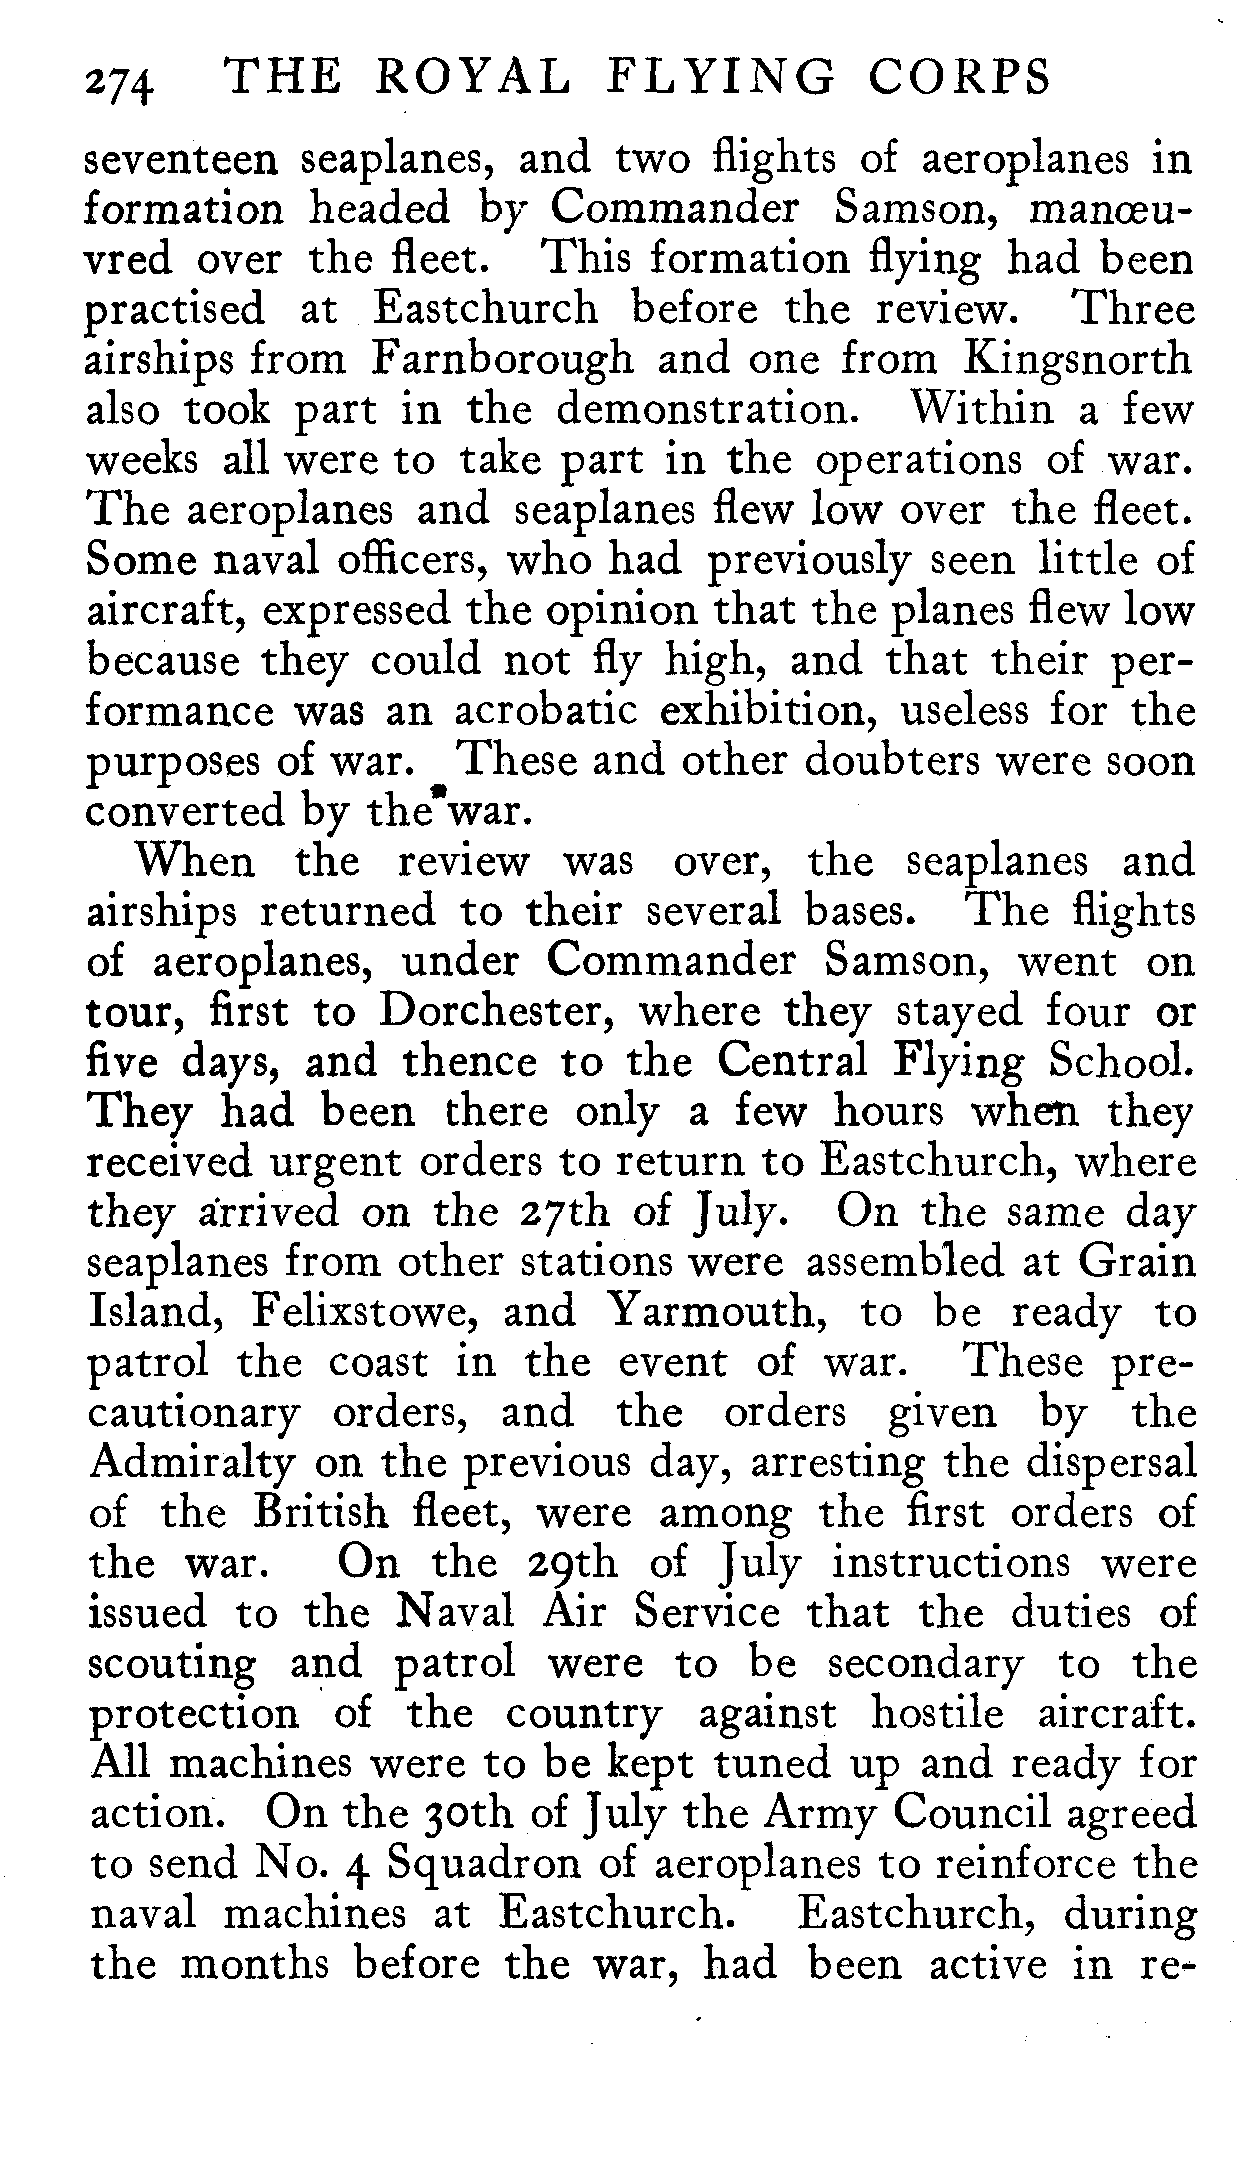 274 THE ROYAL FLYING CORPS
seventeen seaplanes, and two flights of aeroplanes in
formation headed by Commander Samson, manœu-
vred over the fleet. This formation flying had been
practised at Eastchurch before the review. Three
airships from Farnborough and one from Kingsnorth
also took part in the demonstration. Within a few
weeks all were to take part in the operations of war.
The aeroplanes and seaplanes flew low over the fleet.
Some naval officers, who had previously seen little of
aircraft, expressed the opinion that the planes flew low
because they could not fly high, and that their per-
formance was an acrobatic exhibition, useless for the
purposes of war. These and other doubters were soon
converted by the war.
When the review was over, the seaplanes and
airships returned to their several bases. The flights
of aeroplanes, under Commander Samson, went on
tour, first to Dorchester, where they stayed four or
five days, and thence to the Central Flying School.
They had been there only a few hours when they
received urgent orders to return to Eastchurch, where
they arrived on the 27th of July. On the same day
seaplanes from other stations were assembled at Grain
Island, Felixstowe, and Yarmouth, to be ready to
patrol the coast in the event of war. These pre-
cautionary orders, and the orders given by the
Admiralty on the previous day, arresting the dispersal
of the British fleet, were among the first orders of
the war. On the 29th of July instructions were
issued to the Naval Air Service that the duties of
scouting and patrol were to be secondary to the
protection of the country against hostile aircraft.
All machines were to be kept tuned up and ready for
action. On the 30th of July the Army Council agreed
to send No. 4 Squadron of aeroplanes to reinforce the
naval machines at Eastchurch. Eastchurch, during
the months before the war, had been active in re-